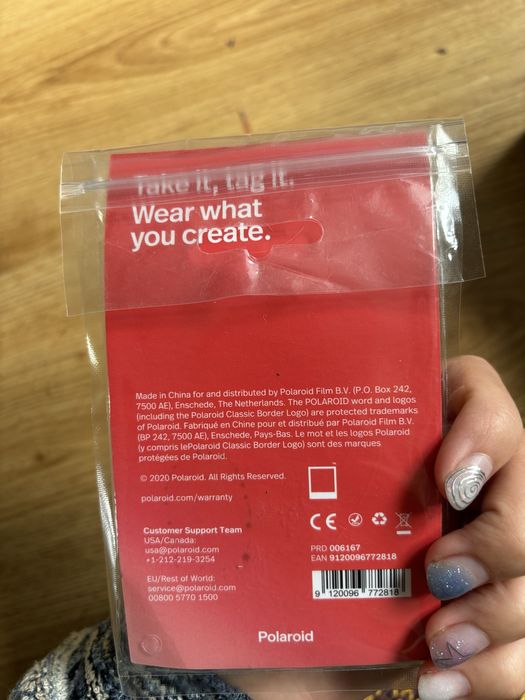 Take it, tag it.
Wear what
you create.
Made in China for and distributed by Polaroid Film B.V. (P.O. Box 242,
7500 AE), Enschede, The Netherlands. The POLAROID word and logos
(including the Polaroid Classic Border Logo) are protected trademarks
of Polaroid. Fabriqué en Chine pour et distribué par Polaroid Film B.V.
(BP 242, 7500 AE), Enschede, Pays-Bas. Le mot et les logos Polaroid
(y compris lePolaroid Classic Border Logo) sont des marques
protégées de Polaroid.
© 2020 Polaroid. All Rights Reserved.
polaroid.com/warranty
Customer Support Team
USA/Canada:
usa@polaroid.com
+1-212-219-3254
EU/Rest of World:
service@polaroid.com
00800 5770 1500
CE
PRD 006167
EAN 9120096772818
9 120096 772818
Polaroid